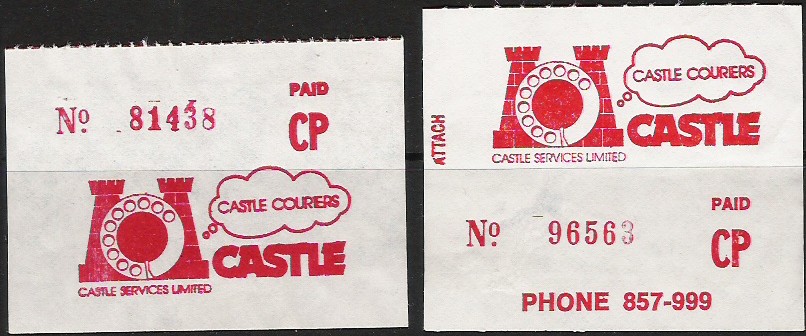 PAID
Nº 81438
CP
CASTLE COURIERS
CASTLE
CASTLE SERVICES LIMITED
CASTLE COURIERS
ATTACH
CASTLE
CASTLE SERVICES LIMITED
PAID
Nº 96563
CP
PHONE 857-999